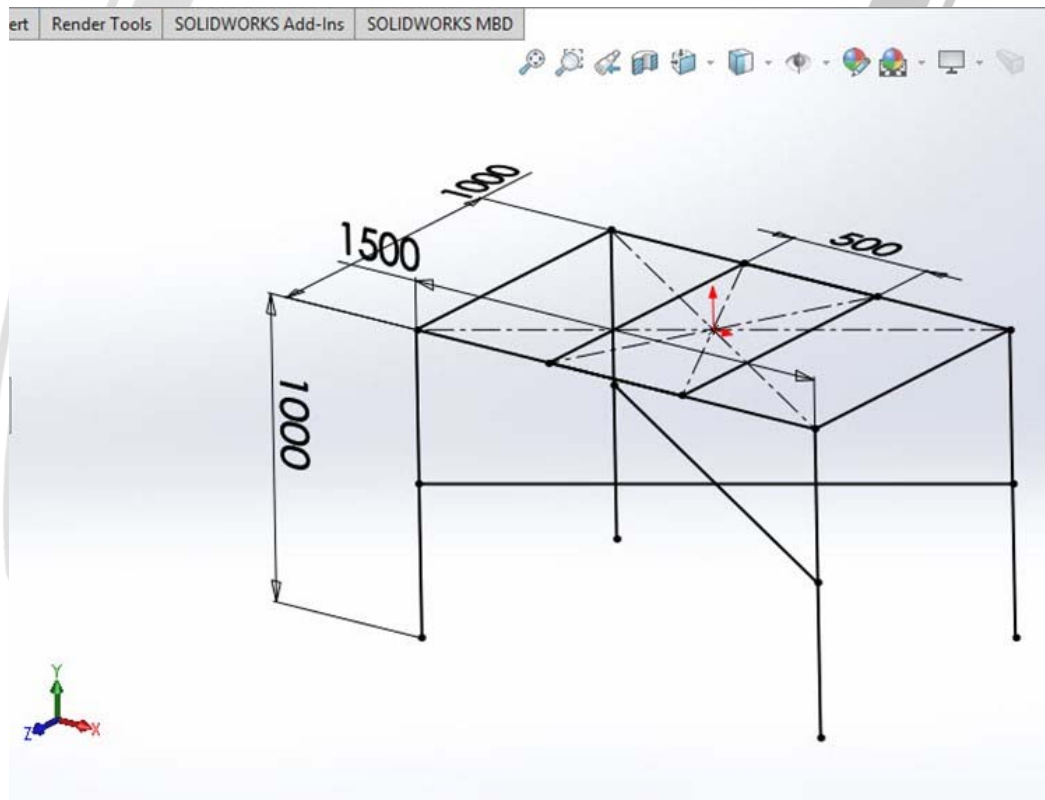 ert Render Tools SOLIDWORKS Add-Ins SOLIDWORKS MBD
1000
1500
500
1000
Y
Z X